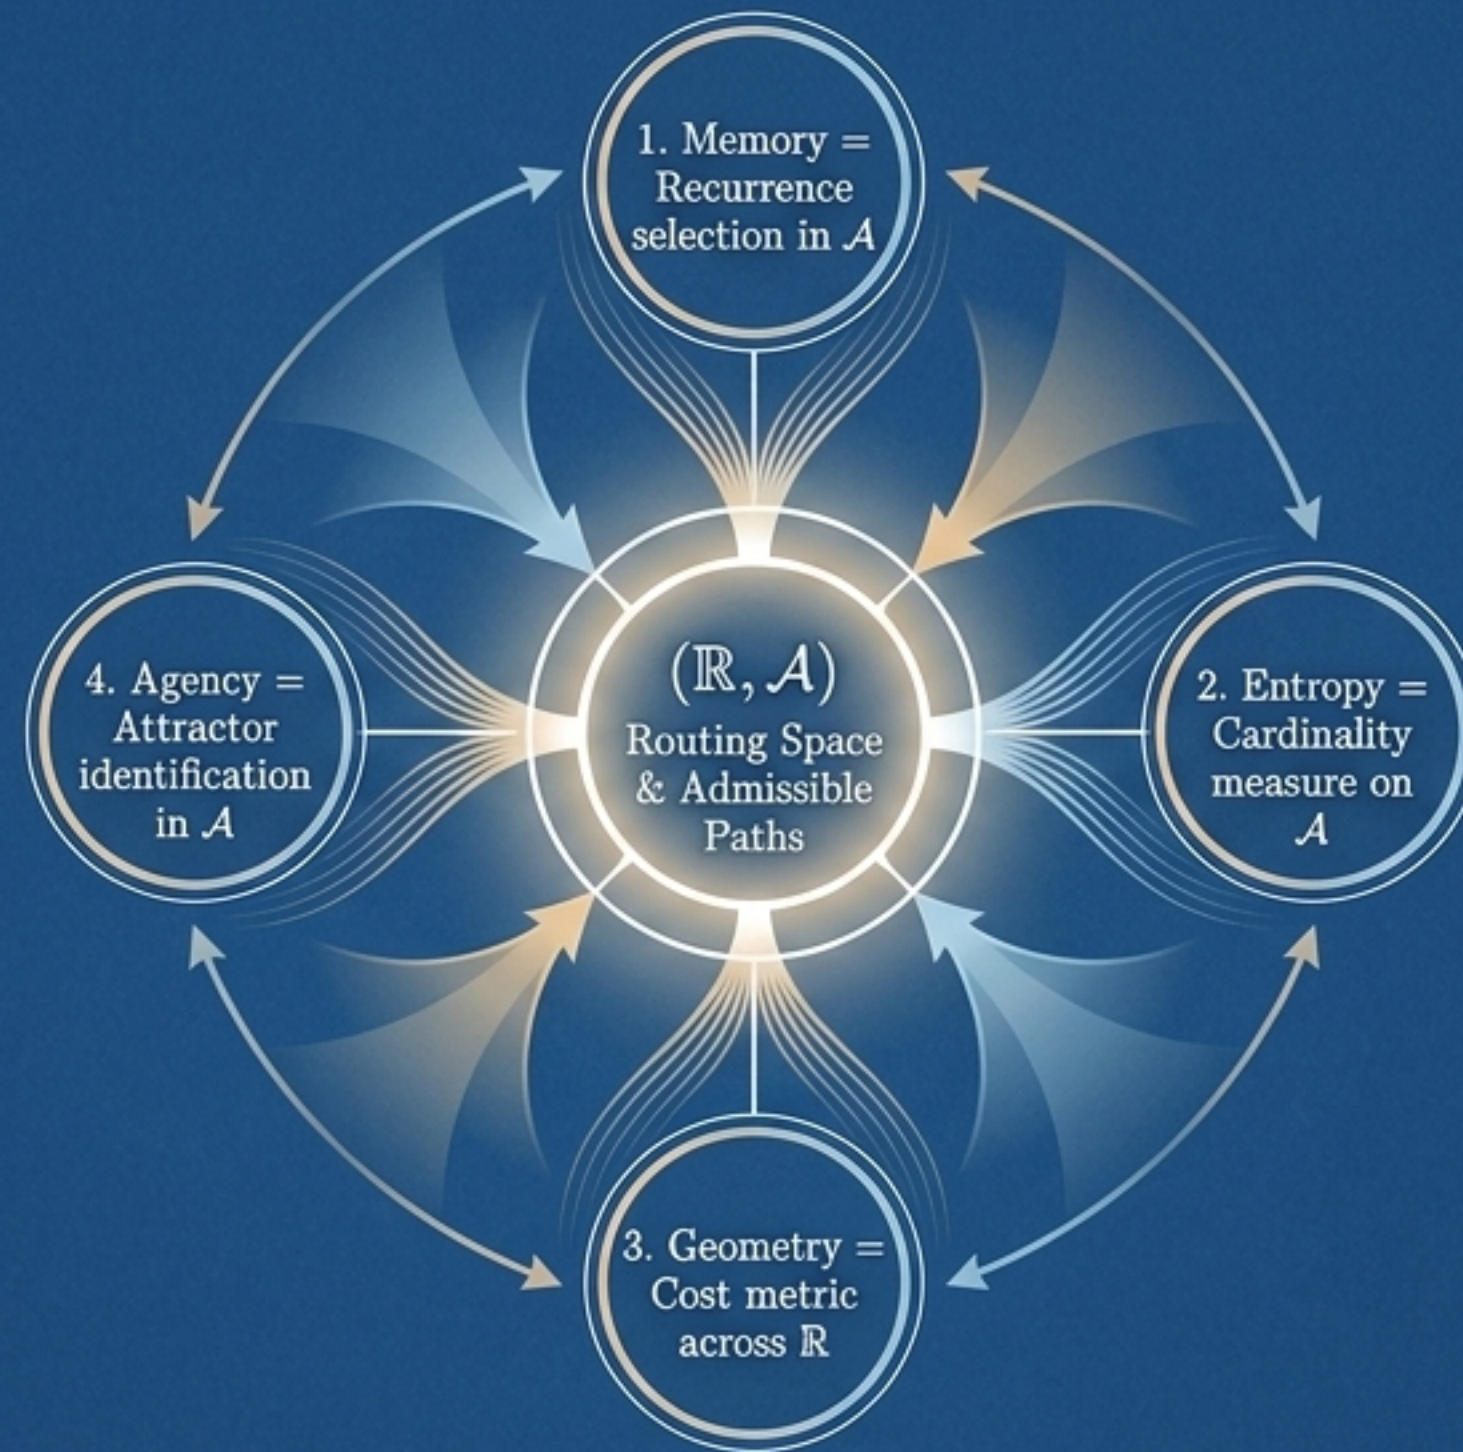 1. Memory =
Recurrence
selection in 𝒜
4. Agency =
Attractor
identification
in 𝒜
(ℝ, 𝒜)
Routing Space
& Admissible
Paths
2. Entropy =
Cardinality
measure on
𝒜
3. Geometry =
Cost metric
across ℝ